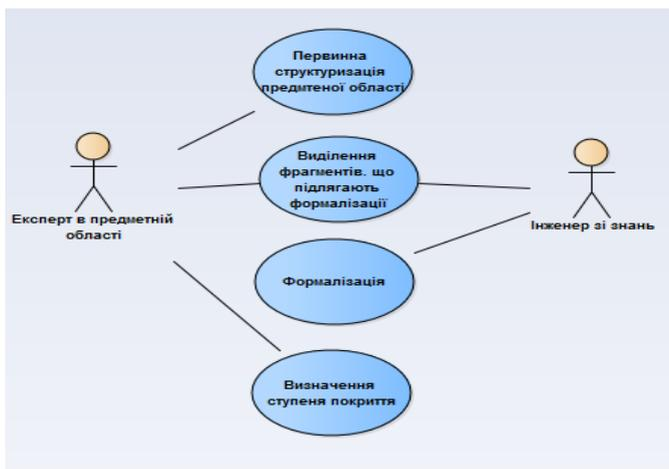 Первинна
структуризація
предмтеної області
Виділення
фрагментів. що
підлягають
формалізації
Експерт в предметній
області
Інженер зі знань
Формалізація
Визначення
ступеня покриття